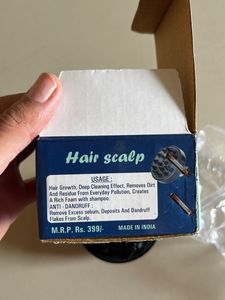 Hair scalp
USAGE :
Hair Growth, Deep Cleaning Effect, Removes Dirt
And Residue From Everyday Pollution, Creates
A Rich Foam with shampoo.
ANTI - DANDRUFF :
Remove Excess sebum, Deposits And Dandruff
Flakes From Scalp.
M.R.P. Rs. 399/-
MADE IN INDIA